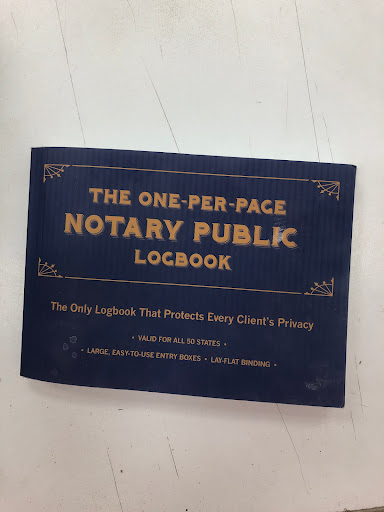 THE ONE-PER-PAGE
NOTARY PUBLIC
LOGBOOK
The Only Logbook That Protects Every Client's Privacy
• VALID FOR ALL 50 STATES •
• LARGE, EASY-TO-USE ENTRY BOXES • LAY-FLAT BINDING •